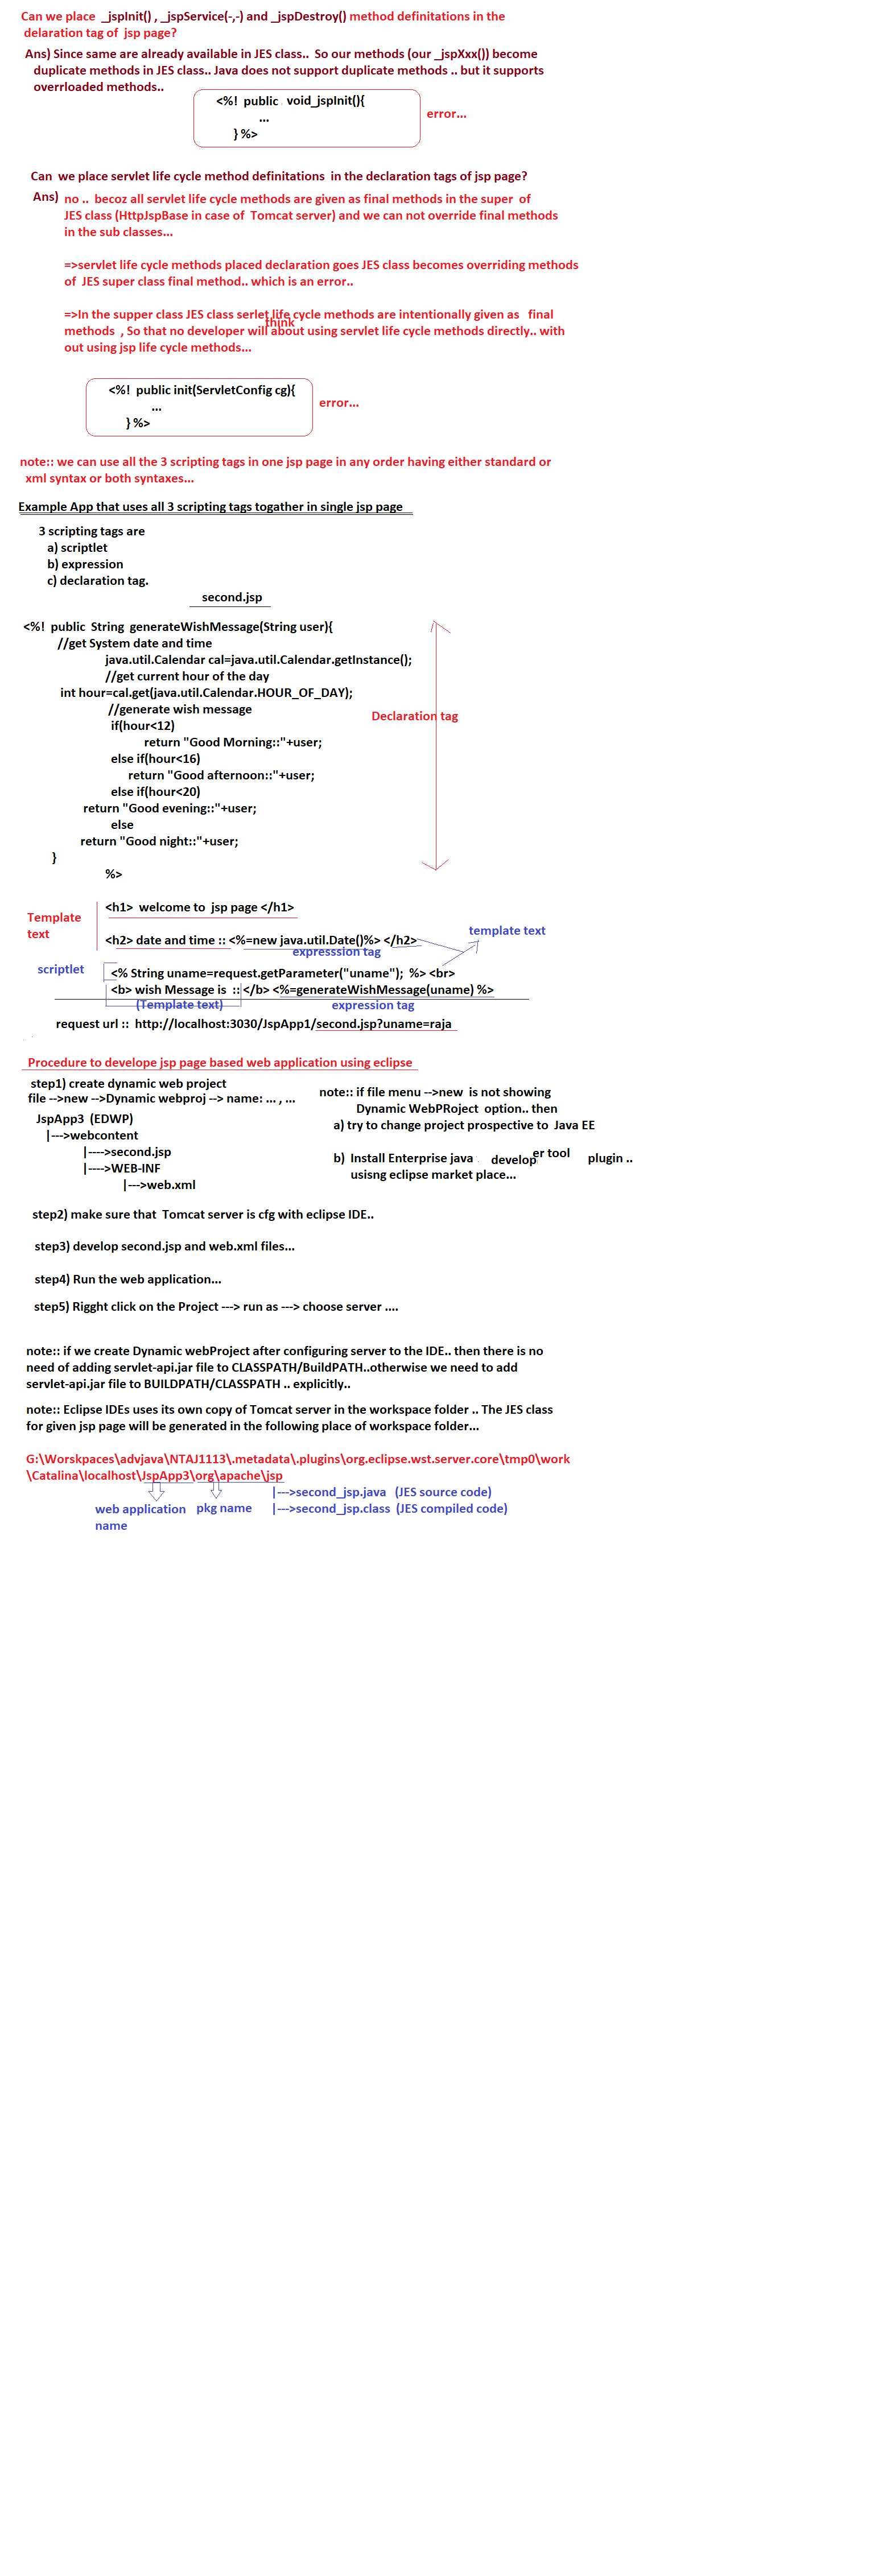 Can we place _jspInit() , _jspService(-,-) and _jspDestroy() method definitations in the
delaration tag of jsp page?
Ans) Since same are already available in JES class.. So our methods (our _jspXxx()) become
duplicate methods in JES class.. Java does not support duplicate methods .. but it supports
overrloaded methods..
<%! public void_jspInit(){
...
} %>
error...
Can we place servlet life cycle method definitations in the declaration tags of jsp page?
Ans) no .. becoz all servlet life cycle methods are given as final methods in the super of
JES class (HttpJspBase in case of Tomcat server) and we can not override final methods
in the sub classes...
=>servlet life cycle methods placed declaration goes JES class becomes overriding methods
of JES super class final method.. which is an error..
=>In the supper class JES class serlet life cycle methods are intentionally given as final
think
methods , So that no developer will about using servlet life cycle methods directly.. with
out using jsp life cycle methods...
<%! public init(ServletConfig cg){
...
} %>
error...
note:: we can use all the 3 scripting tags in one jsp page in any order having either standard or
xml syntax or both syntaxes...
Example App that uses all 3 scripting tags togather in single jsp page
3 scripting tags are
a) scriptlet
b) expression
c) declaration tag.
second.jsp
<%! public String generateWishMessage(String user){
//get System date and time
java.util.Calendar cal=java.util.Calendar.getInstance();
//get current hour of the day
int hour=cal.get(java.util.Calendar.HOUR_OF_DAY);
//generate wish message
if(hour<12)
Declaration tag
return "Good Morning::"+user;
else if(hour<16)
return "Good afternoon::"+user;
else if(hour<20)
return "Good evening::"+user;
else
return "Good night::"+user;
}
%>
<h1> welcome to jsp page </h1>
Template
text
<h2> date and time :: <%=new java.util.Date()%> </h2>
template text
expresssion tag
scriptlet
<% String uname=request.getParameter("uname"); %> <br>
<b> wish Message is :: </b> <%=generateWishMessage(uname) %>
(Template text)
expression tag
request url :: http://localhost:3030/JspApp1/second.jsp?uname=raja
Procedure to develope jsp page based web application using eclipse
step1) create dynamic web project
file -->new -->Dynamic webproj --> name: ... , ...
JspApp3 (EDWP)
|--->webcontent
|---->second.jsp
|---->WEB-INF
|--->web.xml
note:: if file menu -->new is not showing
Dynamic WebPRoject option.. then
a) try to change project prospective to Java EE
b) Install Enterprise java developer tool plugin ..
usisng eclipse market place...
step2) make sure that Tomcat server is cfg with eclipse IDE..
step3) develop second.jsp and web.xml files...
step4) Run the web application...
step5) Rigght click on the Project ---> run as ---> choose server ....
note:: if we create Dynamic webProject after configuring server to the IDE.. then there is no
need of adding servlet-api.jar file to CLASSPATH/BuildPATH..otherwise we need to add
servlet-api.jar file to BUILDPATH/CLASSPATH .. explicitly..
note:: Eclipse IDEs uses its own copy of Tomcat server in the workspace folder .. The JES class
for given jsp page will be generated in the following place of workspace folder...
G:\Worskpaces\advjava\NTAJ1113\.metadata\.plugins\org.eclipse.wst.server.core\tmp0\work
\Catalina\localhost\JspApp3\org\apache\jsp
|--->second_jsp.java (JES source code)
|--->second_jsp.class (JES compiled code)
web application
name
pkg name